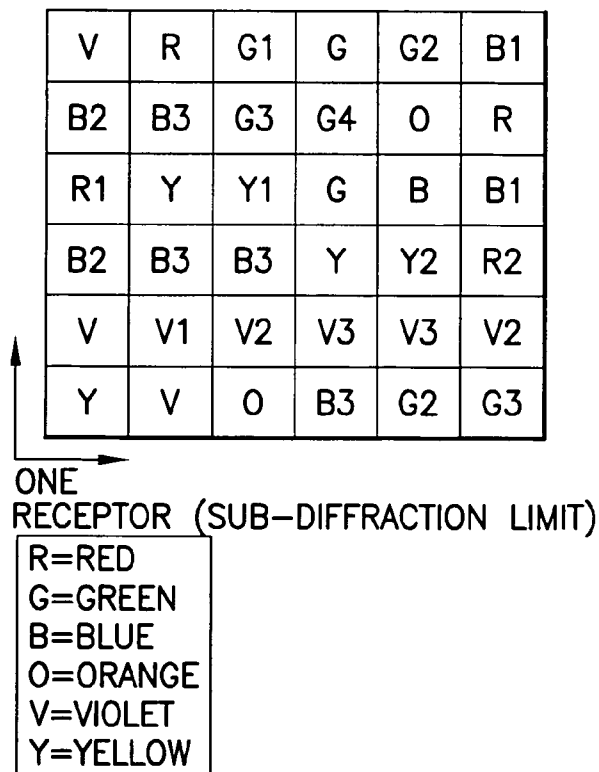 V R G1 G G2 B1
B2 B3 G3 G4 O R
R1 Y Y1 G B B1
B2 B3 B3 Y Y2 R2
V V1 V2 V3 V3 V2
Y V O B3 G2 G3
ONE
RECEPTOR (SUB-DIFFRACTION LIMIT)
R=RED
G=GREEN
B=BLUE
O=ORANGE
V=VIOLET
Y=YELLOW